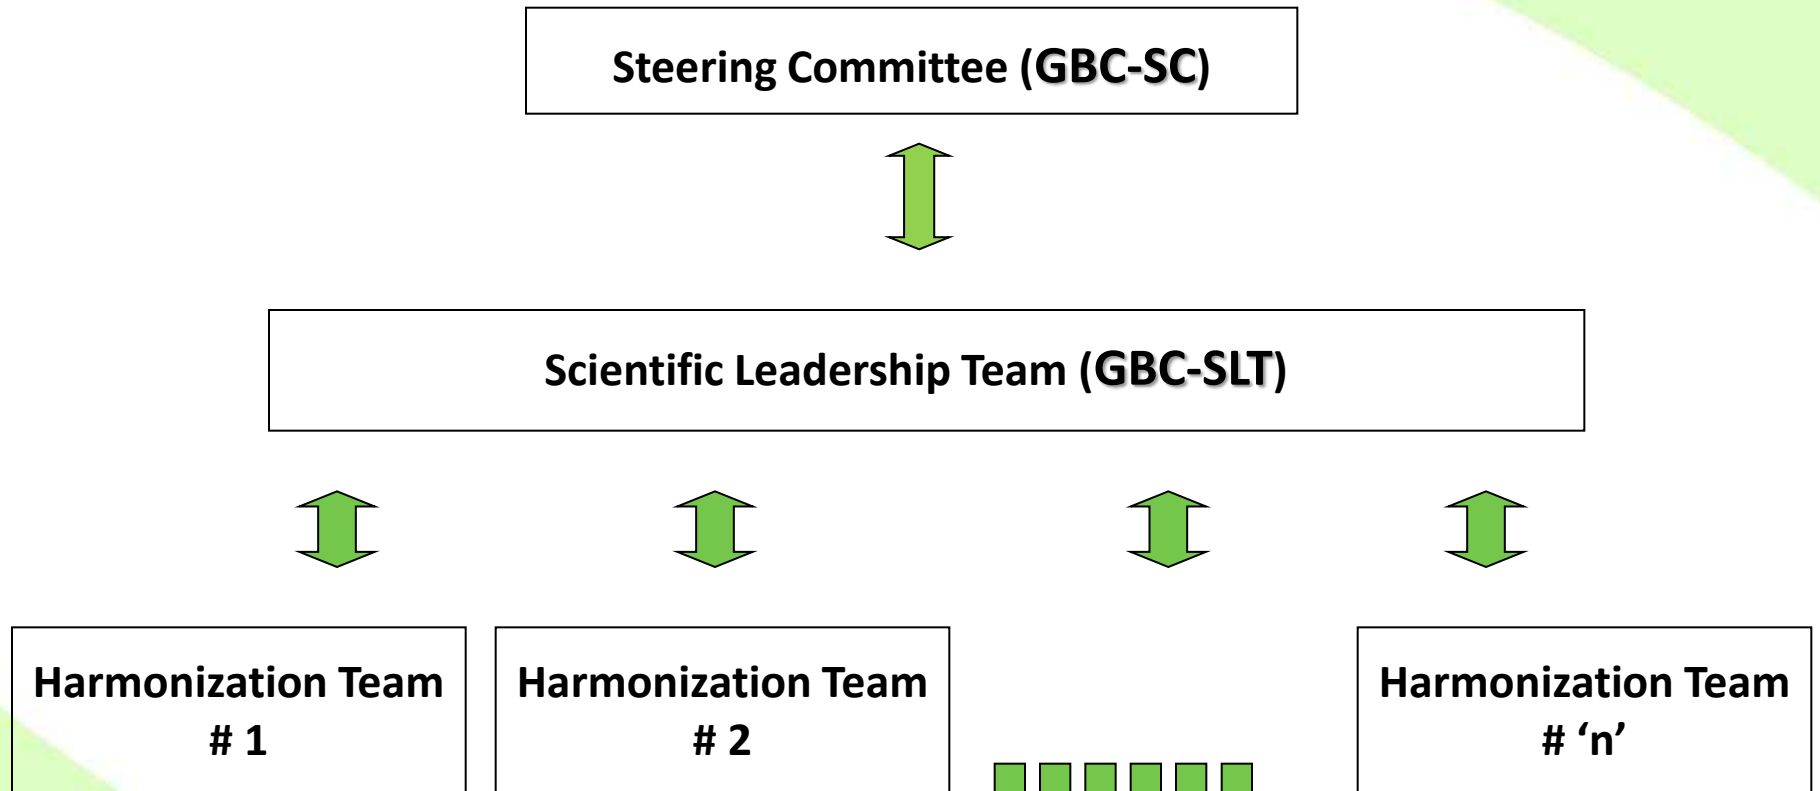 Steering Committee (GBC-SC)
Scientific Leadership Team (GBC-SLT)
Harmonization Team
# 1
Harmonization Team
# 2
Harmonization Team
# ‘n’